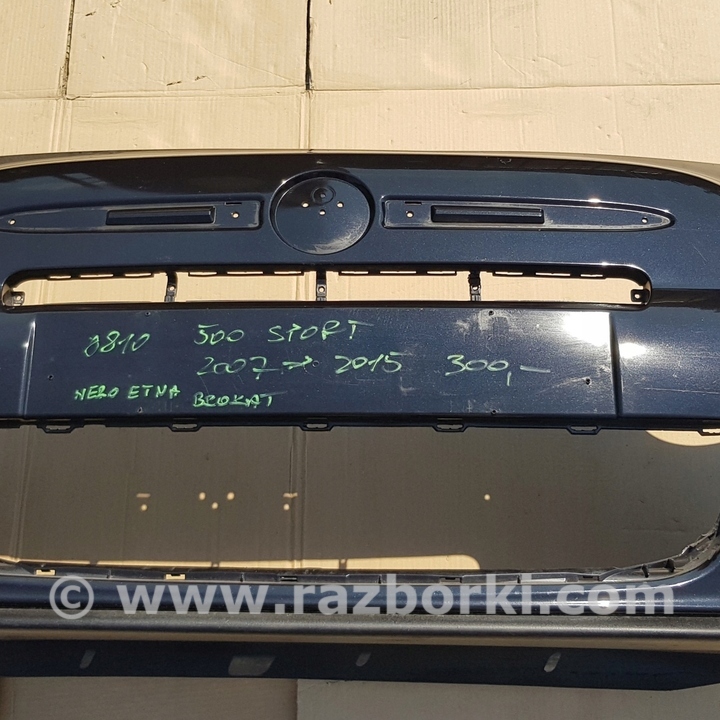 0810 500 SPORT
2007 → 2015 300,-
NERO ETNA BROKAT
© www.razborki.com